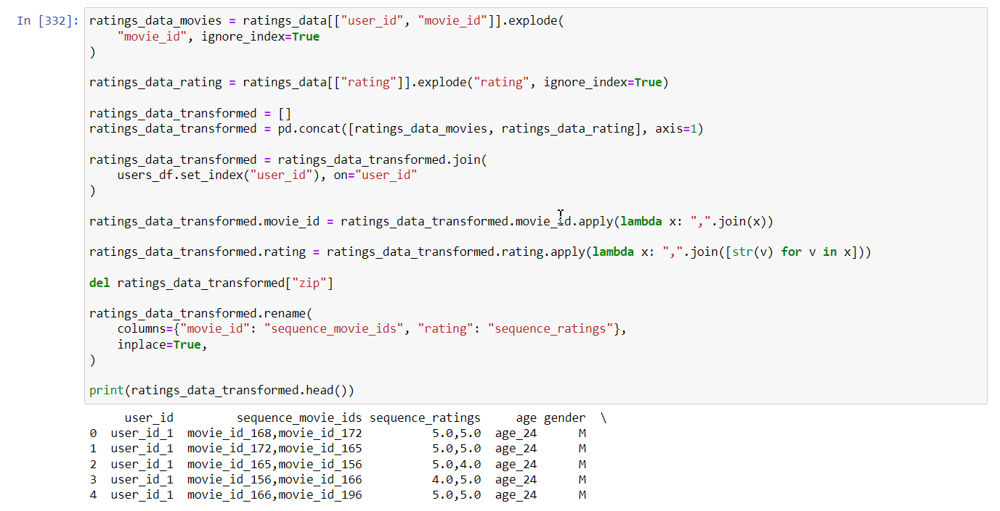 In [332]: ratings_data_movies = ratings_data[["user_id", "movie_id"]].explode(
    "movie_id", ignore_index=True
)
ratings_data_rating = ratings_data[["rating"]].explode("rating", ignore_index=True)
ratings_data_transformed = []
ratings_data_transformed = pd.concat([ratings_data_movies, ratings_data_rating], axis=1)
ratings_data_transformed = ratings_data_transformed.join(
    users_df.set_index("user_id"), on="user_id"
)
ratings_data_transformed.movie_id = ratings_data_transformed.movie_id.apply(lambda x: ",".join(x))
ratings_data_transformed.rating = ratings_data_transformed.rating.apply(lambda x: ",".join([str(v) for v in x]))
del ratings_data_transformed["zip"]
ratings_data_transformed.rename(
    columns={"movie_id": "sequence_movie_ids", "rating": "sequence_ratings"},
    inplace=True,
)
print(ratings_data_transformed.head())
     user_id         sequence_movie_ids sequence_ratings     age gender  \
0  user_id_1  movie_id_168,movie_id_172          5.0,5.0  age_24      M
1  user_id_1  movie_id_172,movie_id_165          5.0,5.0  age_24      M
2  user_id_1  movie_id_165,movie_id_156          5.0,4.0  age_24      M
3  user_id_1  movie_id_156,movie_id_166          4.0,5.0  age_24      M
4  user_id_1  movie_id_166,movie_id_196          5.0,5.0  age_24      M